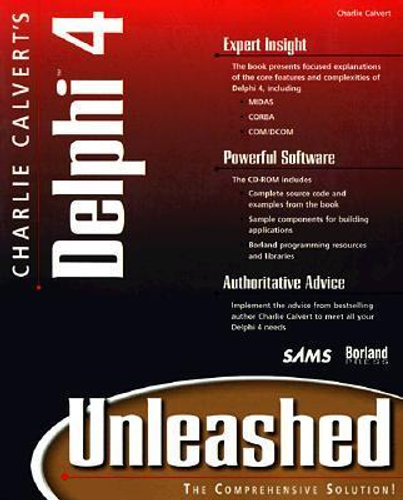 Charlie Calvert
CHARLIE CALVERT'S
Delphi™ 4
Expert Insight
The book presents focused explanations
of the core features and complexities of
Delphi 4, including
• MIDAS
• CORBA
• COM/DCOM
Powerful Software
The CD-ROM includes
• Complete source code and
examples from the book
• Sample components for building
applications
• Borland programming resources
and libraries
Authoritative Advice
Implement the advice from bestselling
author Charlie Calvert to meet all your
Delphi 4 needs
SAMS
Borland
PRESS
Unleashed
THE COMPREHENSIVE SOLUTION!